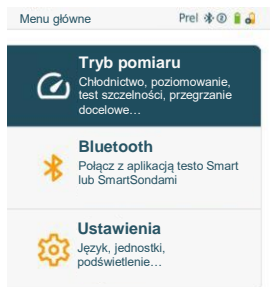 Menu główne
Prel
Tryb pomiaru
Chłodnictwo, poziomowanie,
test szczelności, przegrzanie
docelowe…
Bluetooth
Połącz z aplikacją testo Smart
lub SmartSondami
Ustawienia
Język, jednostki,
podświetlenie…